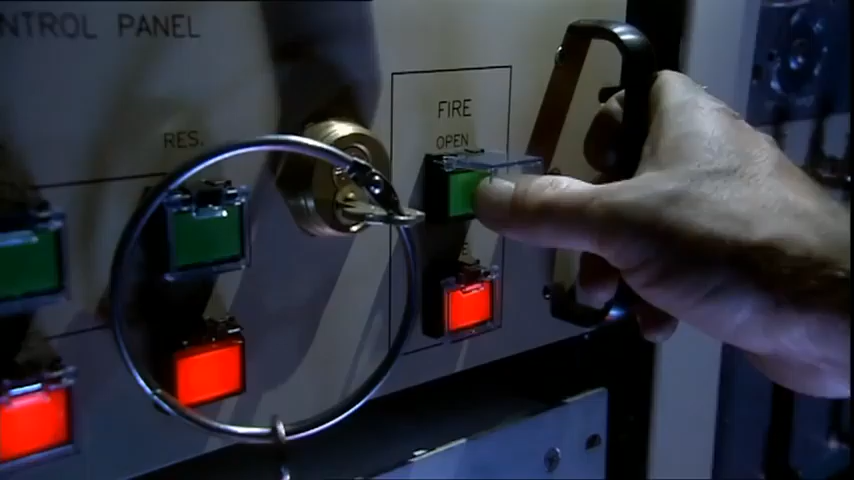 NTROL PANEL
RES.
FIRE
OPEN